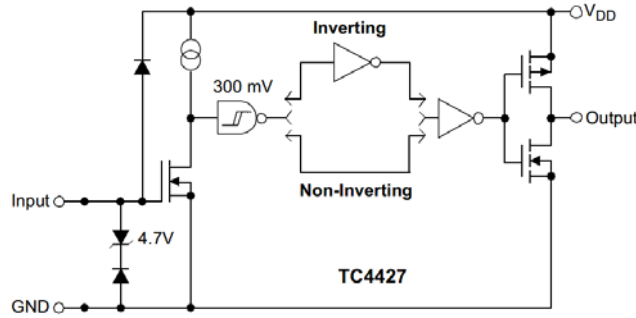 V_DD
Inverting
300 mV
Output
Non-Inverting
Input
4.7V
TC4427
GND